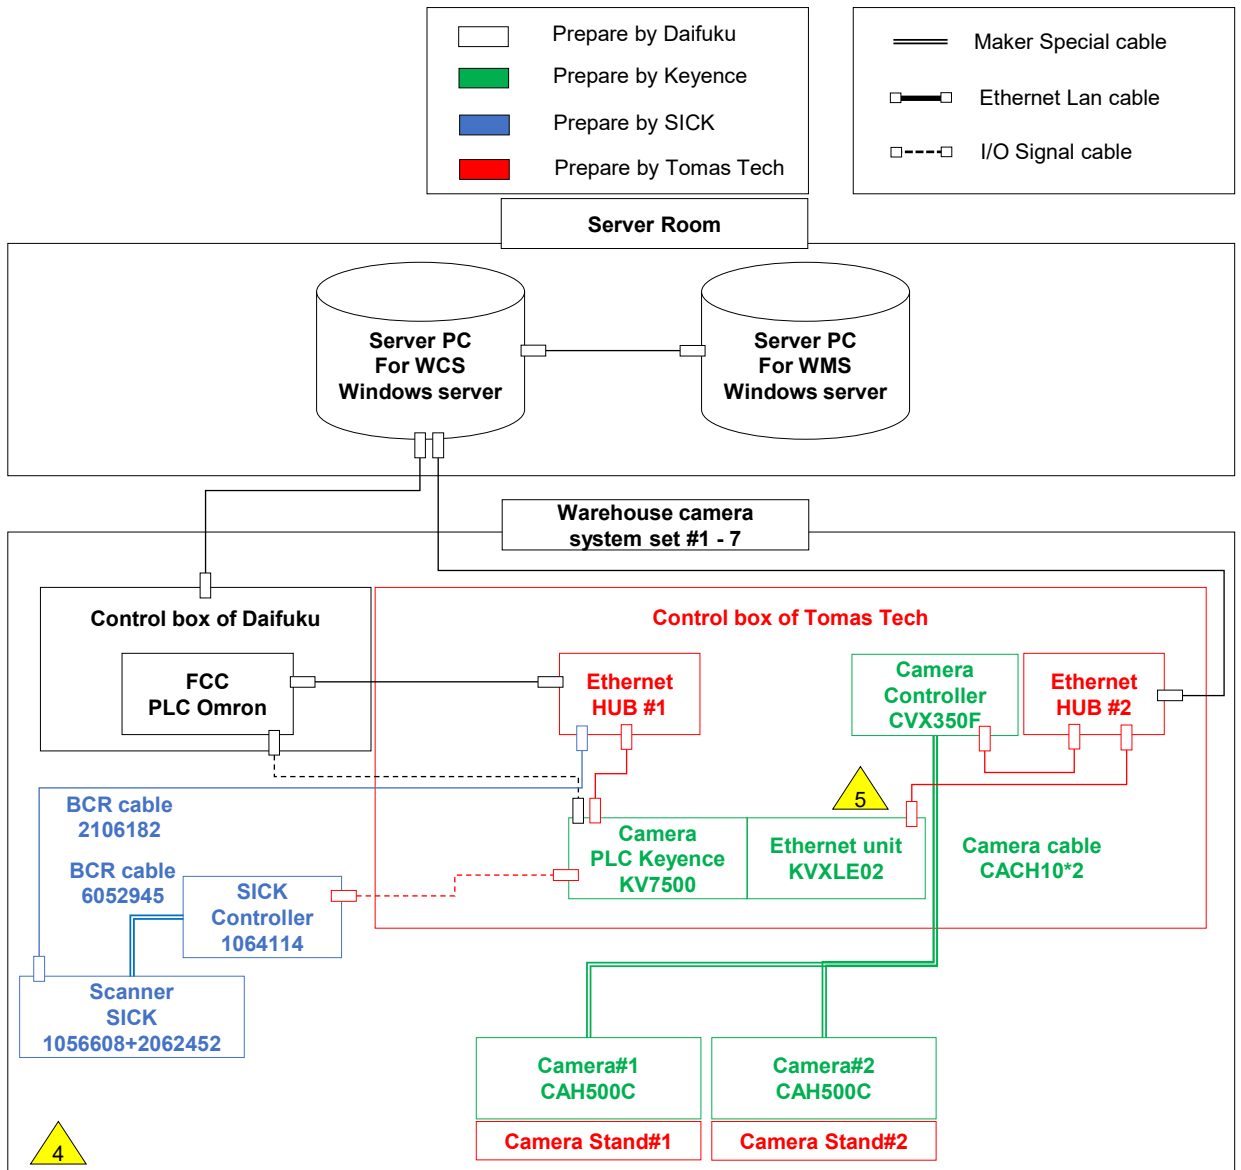 Prepare by Daifuku
Prepare by Keyence
Prepare by SICK
Prepare by Tomas Tech
Maker Special cable
Ethernet Lan cable
I/O Signal cable
Server Room
Server PC
For WCS
Windows server
Server PC
For WMS
Windows server
Warehouse camera
system set #1 - 7
Control box of Daifuku
FCC
PLC Omron
Control box of Tomas Tech
Ethernet
HUB #1
Camera
Controller
CVX350F
Ethernet
HUB #2
5
BCR cable
2106182
BCR cable
6052945
SICK
Controller
1064114
Camera
PLC Keyence
KV7500
Ethernet unit
KVXLE02
Camera cable
CACH10*2
Scanner
SICK
1056608+2062452
Camera#1
CAH500C
Camera#2
CAH500C
Camera Stand#1
Camera Stand#2
4